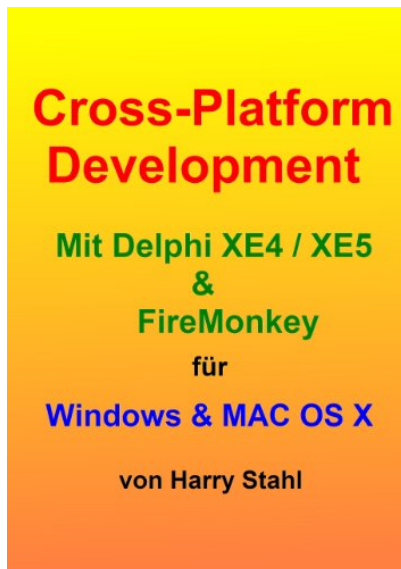 Cross-Platform
Development
Mit Delphi XE4 / XE5
&
FireMonkey
für
Windows & MAC OS X
von Harry Stahl